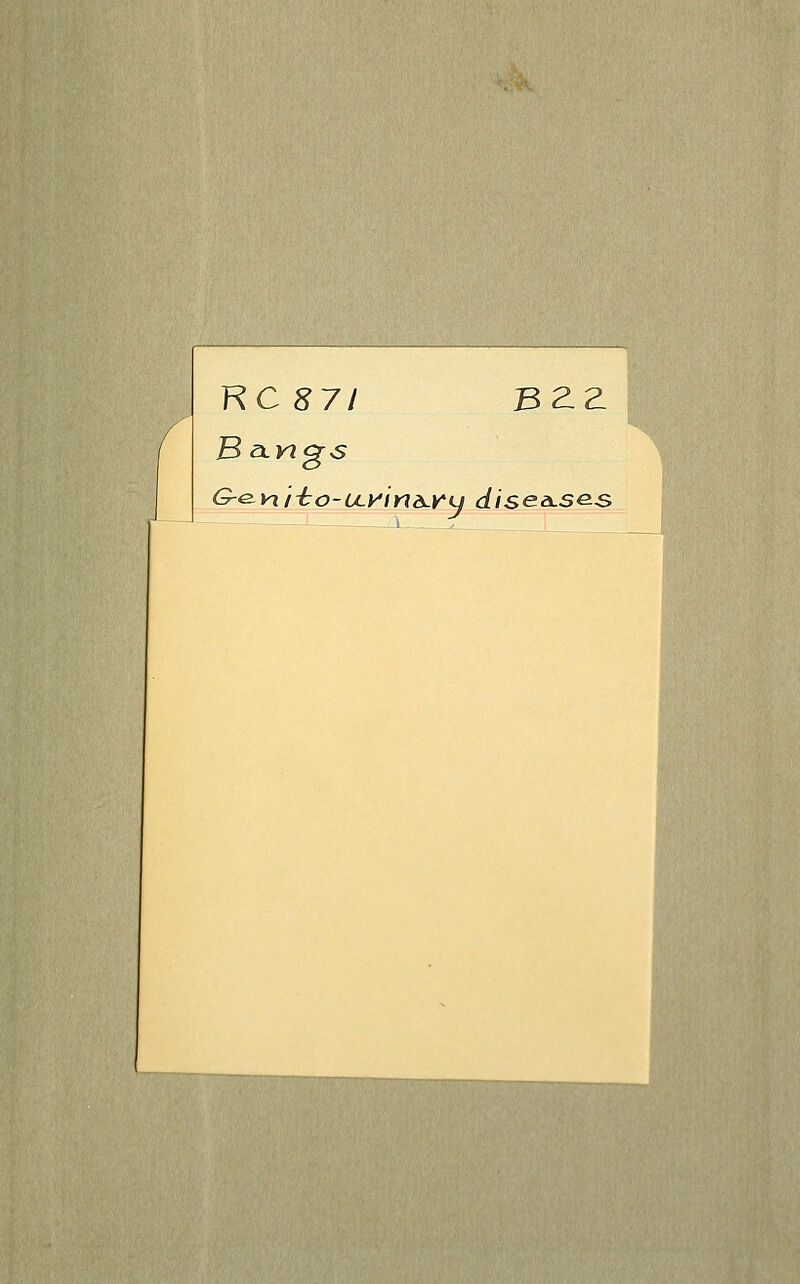 RC 871 B22
Bangs
Genito-urinary diseases